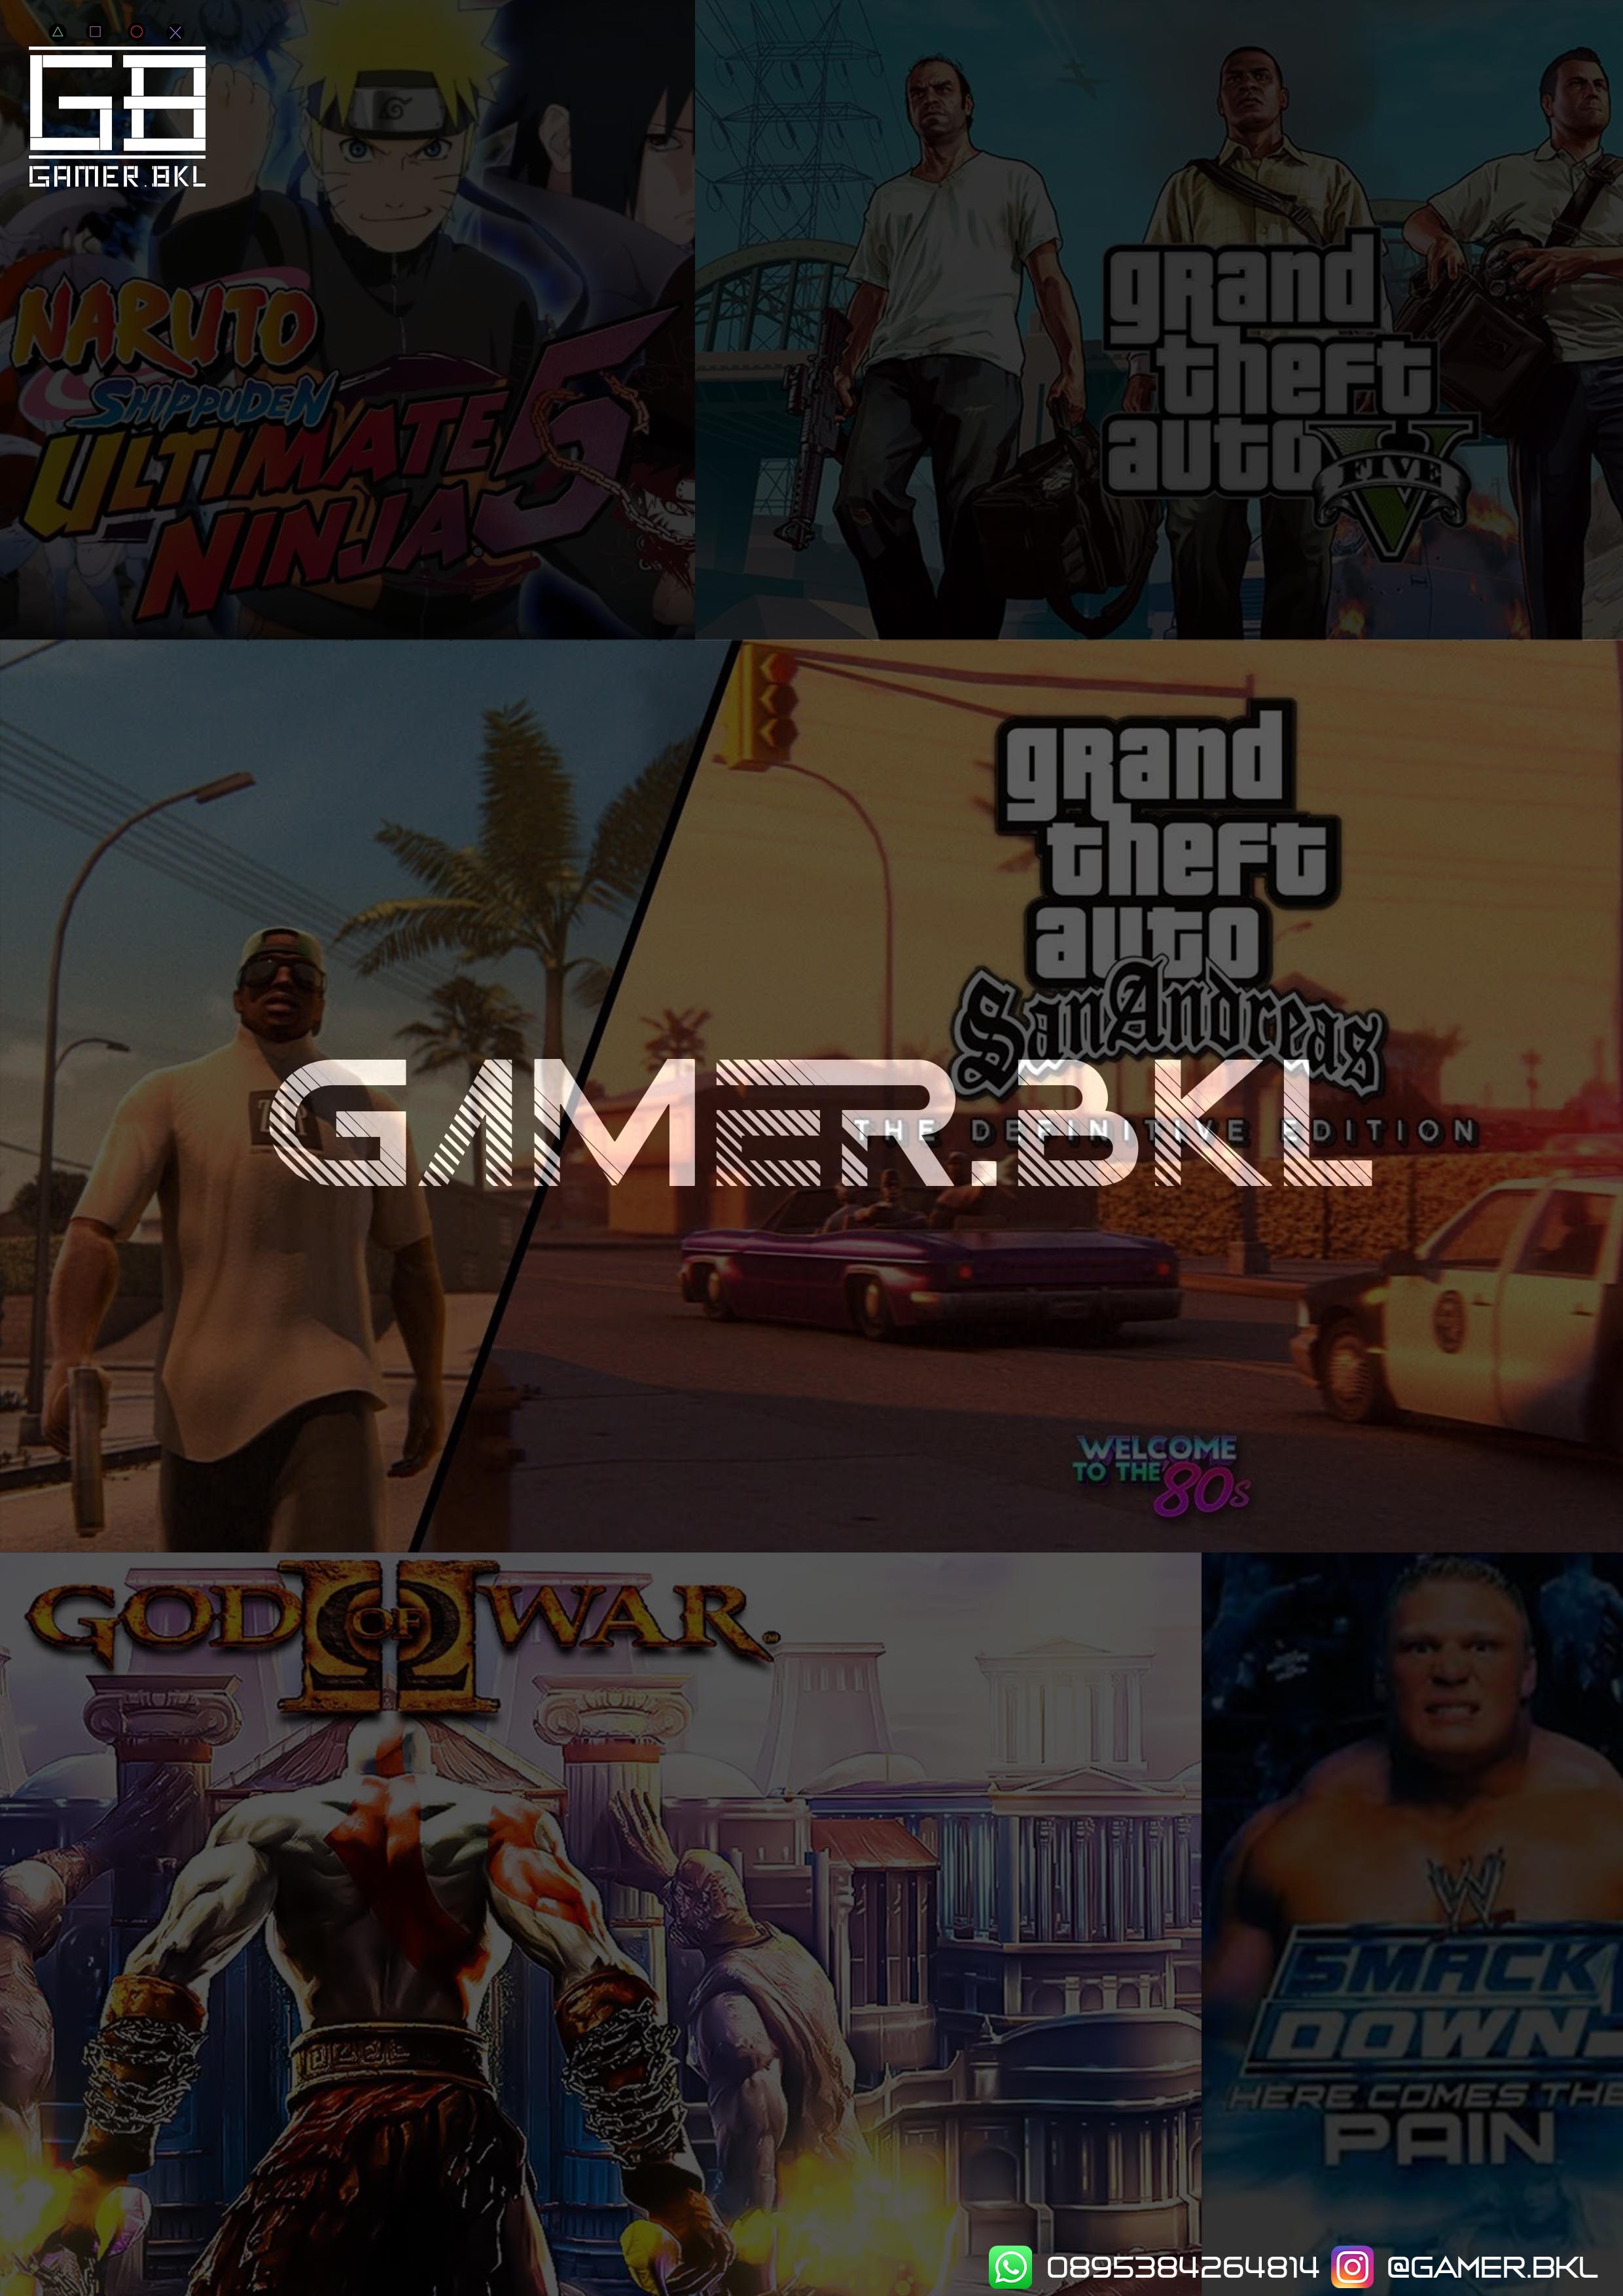 GB
GAMER.BKL
NARUTO
SHIPPUDEN
ULTIMATE
NINJA 5
grand
theft
auto
V
FIVE
grand
theft
auto
San Andreas
THE DEFINITIVE EDITION
GAMER.BKL
WELCOME
TO THE '80s
GOD OF WAR
II
TM
W
SMACK
DOWN
HERE COMES THE
PAIN
0895384264814 @GAMER.BKL